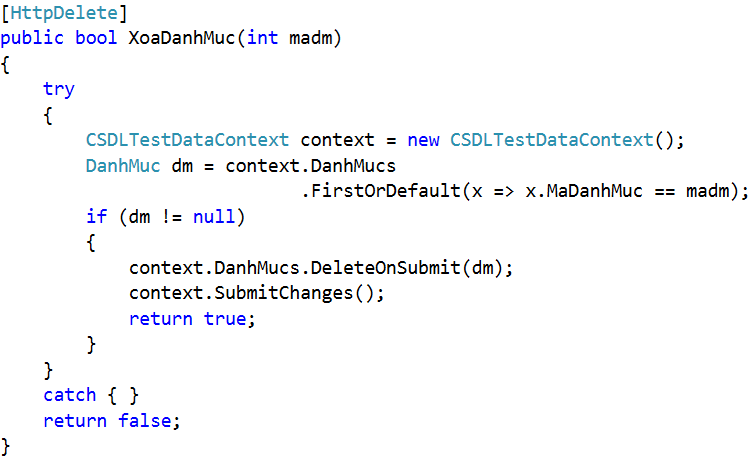 [HttpDelete]
public bool XoaDanhMuc(int madm)
{
    try
    {
        CSDLTestDataContext context = new CSDLTestDataContext();
        DanhMuc dm = context.DanhMucs
                            .FirstOrDefault(x => x.MaDanhMuc == madm);
        if (dm != null)
        {
            context.DanhMucs.DeleteOnSubmit(dm);
            context.SubmitChanges();
            return true;
        }
    }
    catch { }
    return false;
}